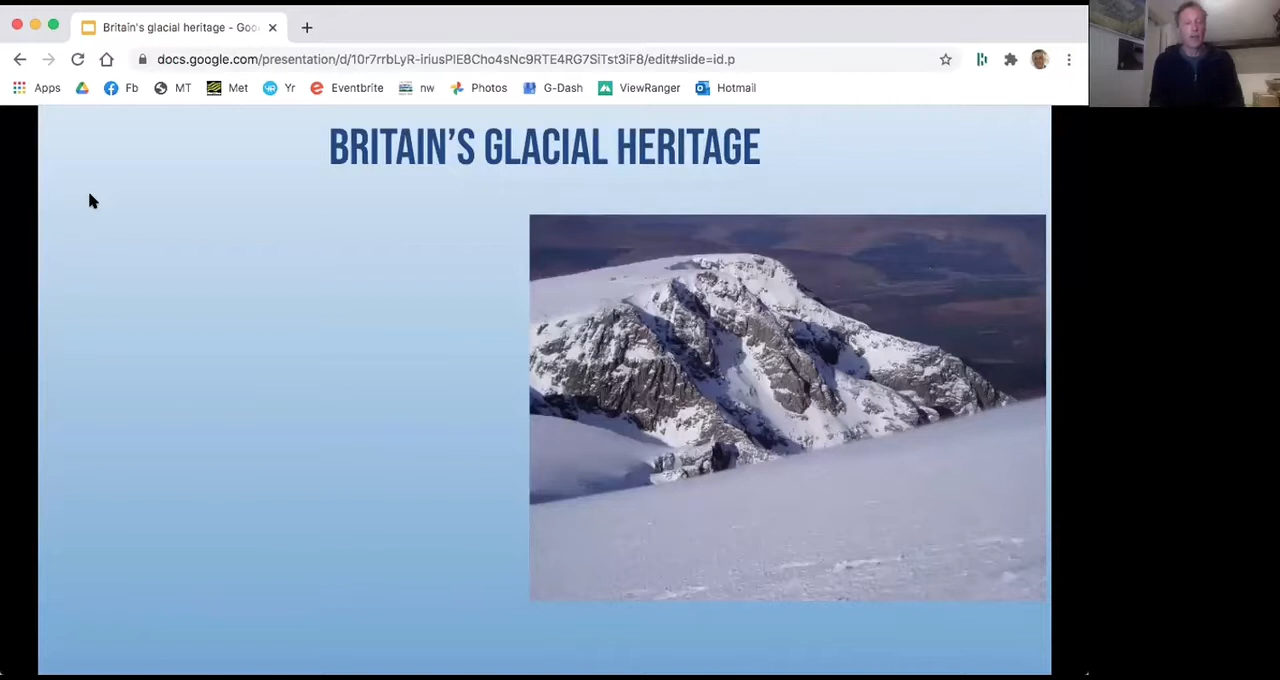 Britain's glacial heritage - Goo
docs.google.com/presentation/d/10r7rrbLyR-iriusPlE8Cho4sNc9RTE4RG7SiTst3iF8/edit#slide=id.p
Apps Fb MT Met Yr Eventbrite nw Photos G-Dash ViewRanger Hotmail
BRITAIN'S GLACIAL HERITAGE